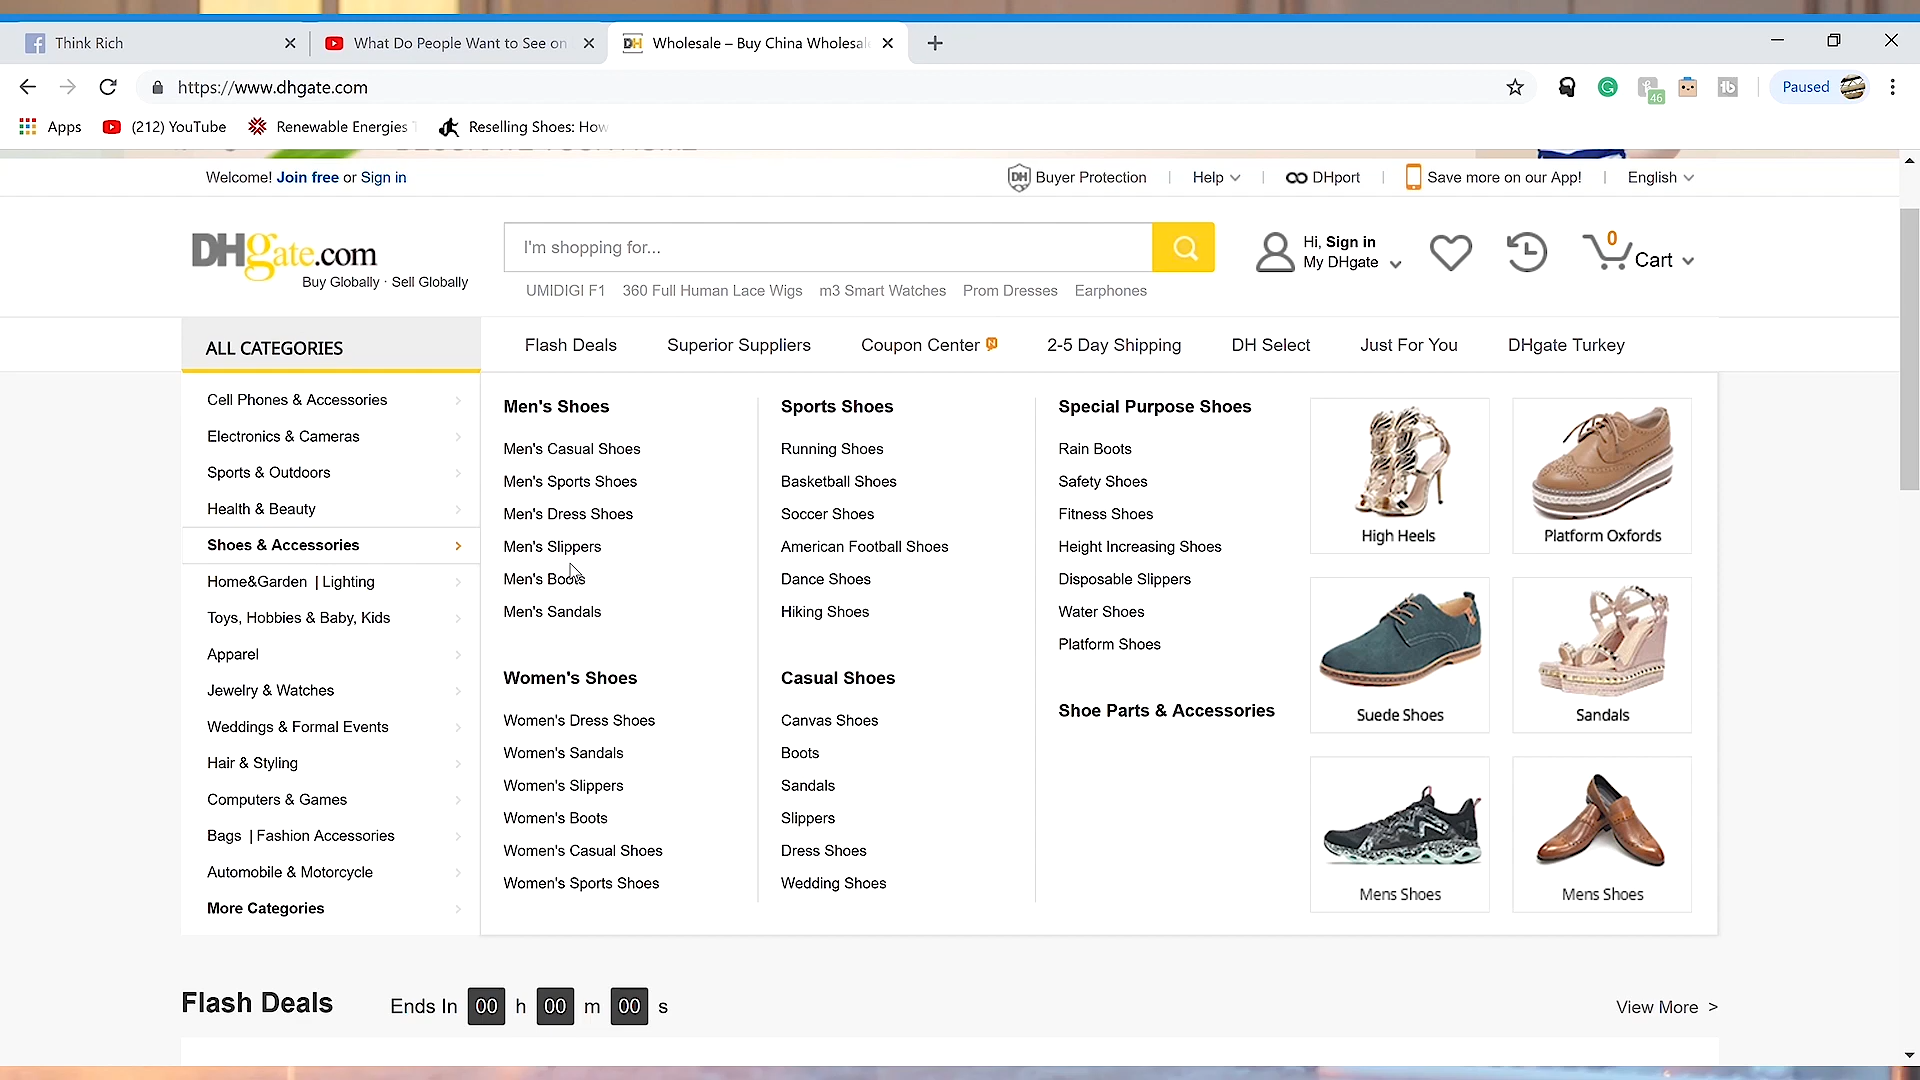 Think Rich
What Do People Want to See on
Wholesale – Buy China Wholesal
https://www.dhgate.com
46
Paused
Apps
(212) YouTube
Renewable Energies
Reselling Shoes: How
Welcome! Join free or Sign in
Buyer Protection
Help
DHport
Save more on our App!
English
DHgate.com
Buy Globally · Sell Globally
I'm shopping for...
Hi, Sign in
My DHgate
0
Cart
UMIDIGI F1 360 Full Human Lace Wigs m3 Smart Watches Prom Dresses Earphones
ALL CATEGORIES
Flash Deals
Superior Suppliers
Coupon Center
2-5 Day Shipping
DH Select
Just For You
DHgate Turkey
Cell Phones & Accessories
Electronics & Cameras
Sports & Outdoors
Health & Beauty
Shoes & Accessories
Home&Garden | Lighting
Toys, Hobbies & Baby, Kids
Apparel
Jewelry & Watches
Weddings & Formal Events
Hair & Styling
Computers & Games
Bags | Fashion Accessories
Automobile & Motorcycle
More Categories
Men's Shoes
Men's Casual Shoes
Men's Sports Shoes
Men's Dress Shoes
Men's Slippers
Men's Boots
Men's Sandals
Women's Shoes
Women's Dress Shoes
Women's Sandals
Women's Slippers
Women's Boots
Women's Casual Shoes
Women's Sports Shoes
Sports Shoes
Running Shoes
Basketball Shoes
Soccer Shoes
American Football Shoes
Dance Shoes
Hiking Shoes
Casual Shoes
Canvas Shoes
Boots
Sandals
Slippers
Dress Shoes
Wedding Shoes
Special Purpose Shoes
Rain Boots
Safety Shoes
Fitness Shoes
Height Increasing Shoes
Disposable Slippers
Water Shoes
Platform Shoes
Shoe Parts & Accessories
High Heels
Platform Oxfords
Suede Shoes
Sandals
Mens Shoes
Mens Shoes
Flash Deals
Ends In 00 h 00 m 00 s
View More >